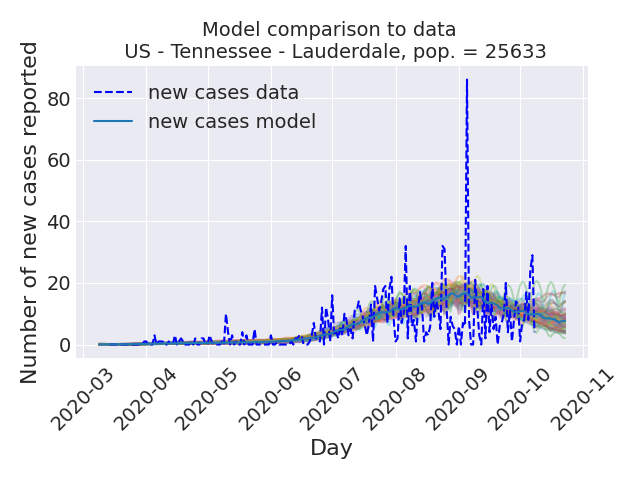 Model comparison to data
US - Tennessee - Lauderdale, pop. = 25633
Number of new cases reported
80
60
40
20
0
new cases data
new cases model
2020-03
2020-04
2020-05
2020-06
2020-07
2020-08
2020-09
2020-10
2020-11
Day